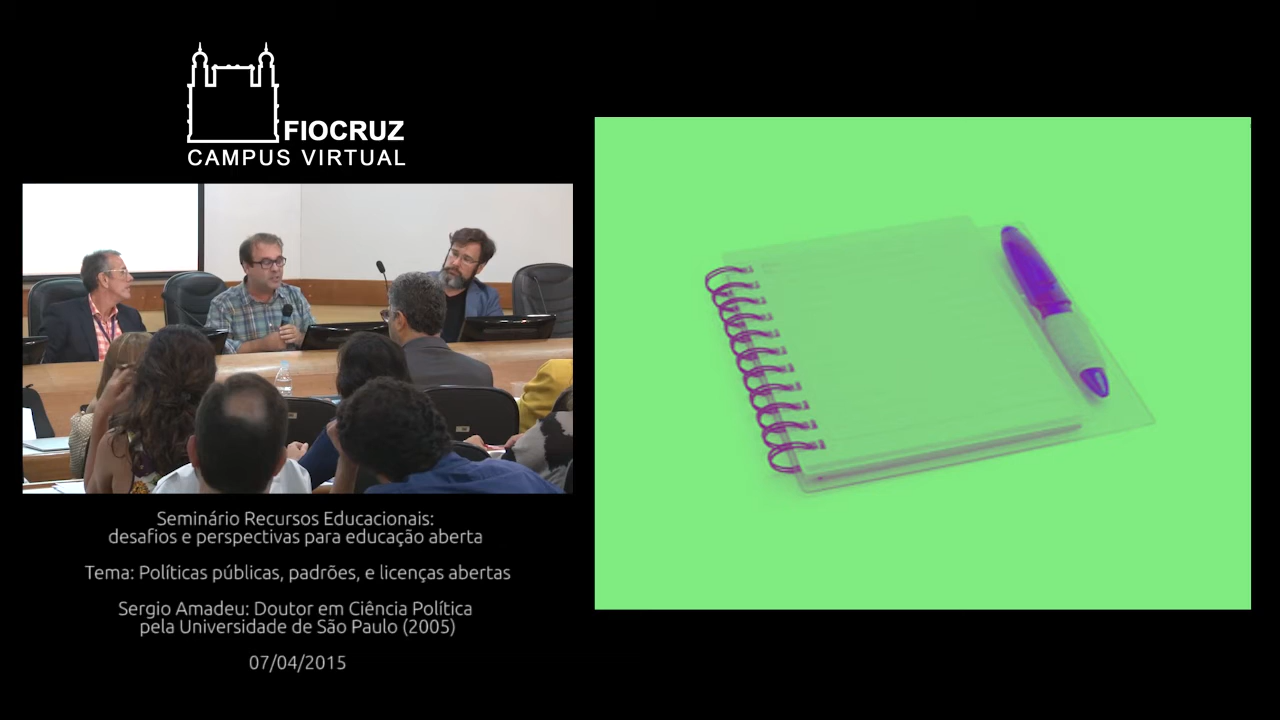 FIOCRUZ
CAMPUS VIRTUAL
Seminário Recursos Educacionais:
desafios e perspectivas para educação aberta
Tema: Políticas públicas, padrões, e licenças abertas
Sergio Amadeu: Doutor em Ciência Política
pela Universidade de São Paulo (2005)
07/04/2015